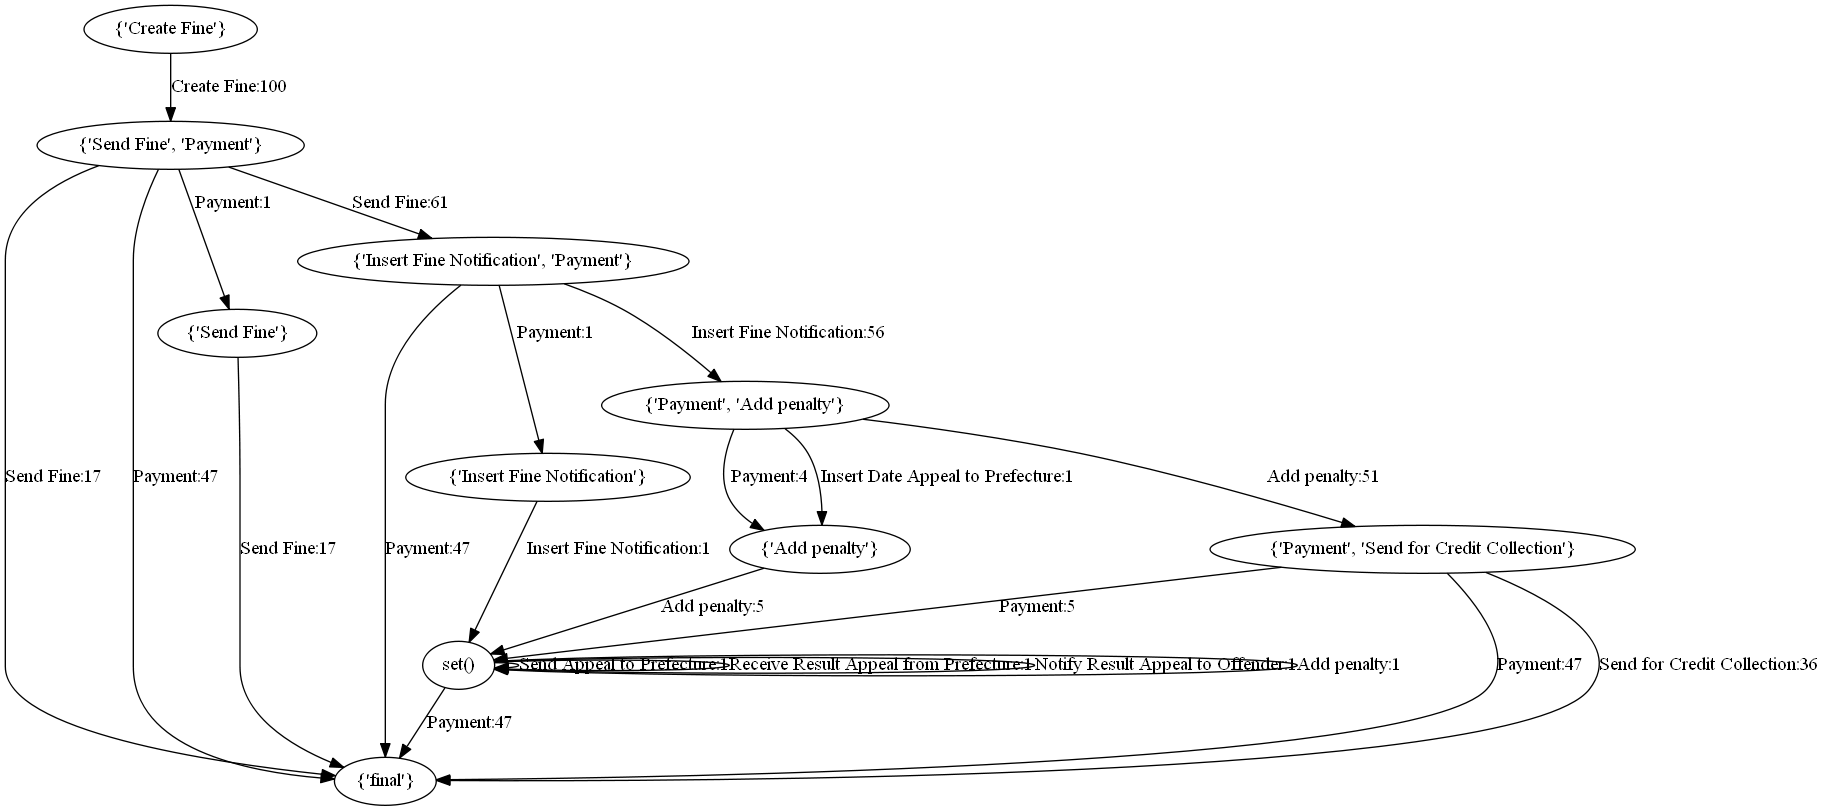 {'Create Fine'}
Create Fine:100
{'Send Fine', 'Payment'}
Payment:1
Send Fine:61
{'Insert Fine Notification', 'Payment'}
{'Send Fine'}
Payment:1
Insert Fine Notification:56
{'Payment', 'Add penalty'}
Send Fine:17
Payment:47
{'Insert Fine Notification'}
Payment:4
Insert Date Appeal to Prefecture:1
Add penalty:51
Send Fine:17
Payment:47
Insert Fine Notification:1
{'Add penalty'}
{'Payment', 'Send for Credit Collection'}
Add penalty:5
Payment:5
set()
Send Appeal to Prefecture:1
Receive Result Appeal from Prefecture:1
Notify Result Appeal to Offender:1
Add penalty:1
Payment:47
Send for Credit Collection:36
Payment:47
{'final'}